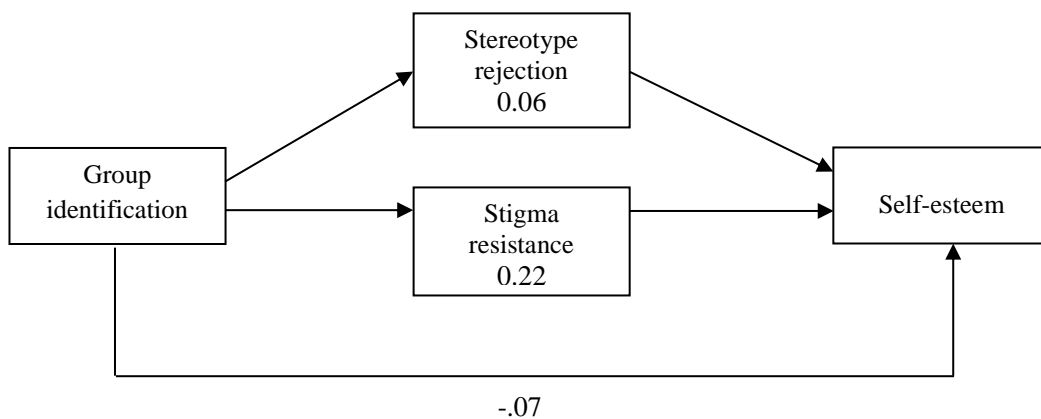 Stereotype
rejection
0.06
Group
identification
Stigma
resistance
0.22
Self-esteem
-.07